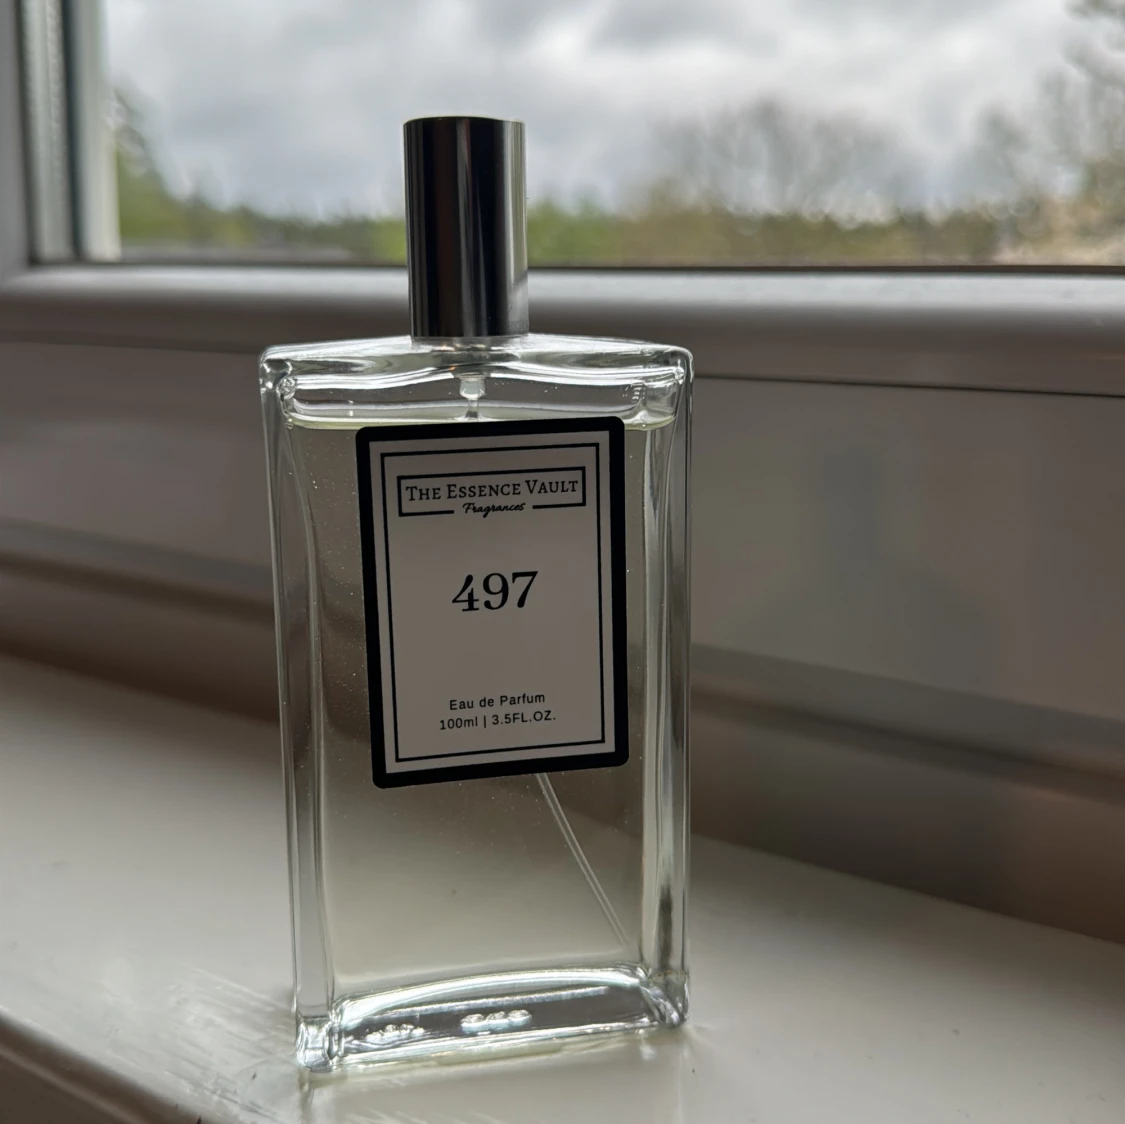 THE ESSENCE VAULT
Fragrances
497
Eau de Parfum
100ml | 3.5FL.OZ.